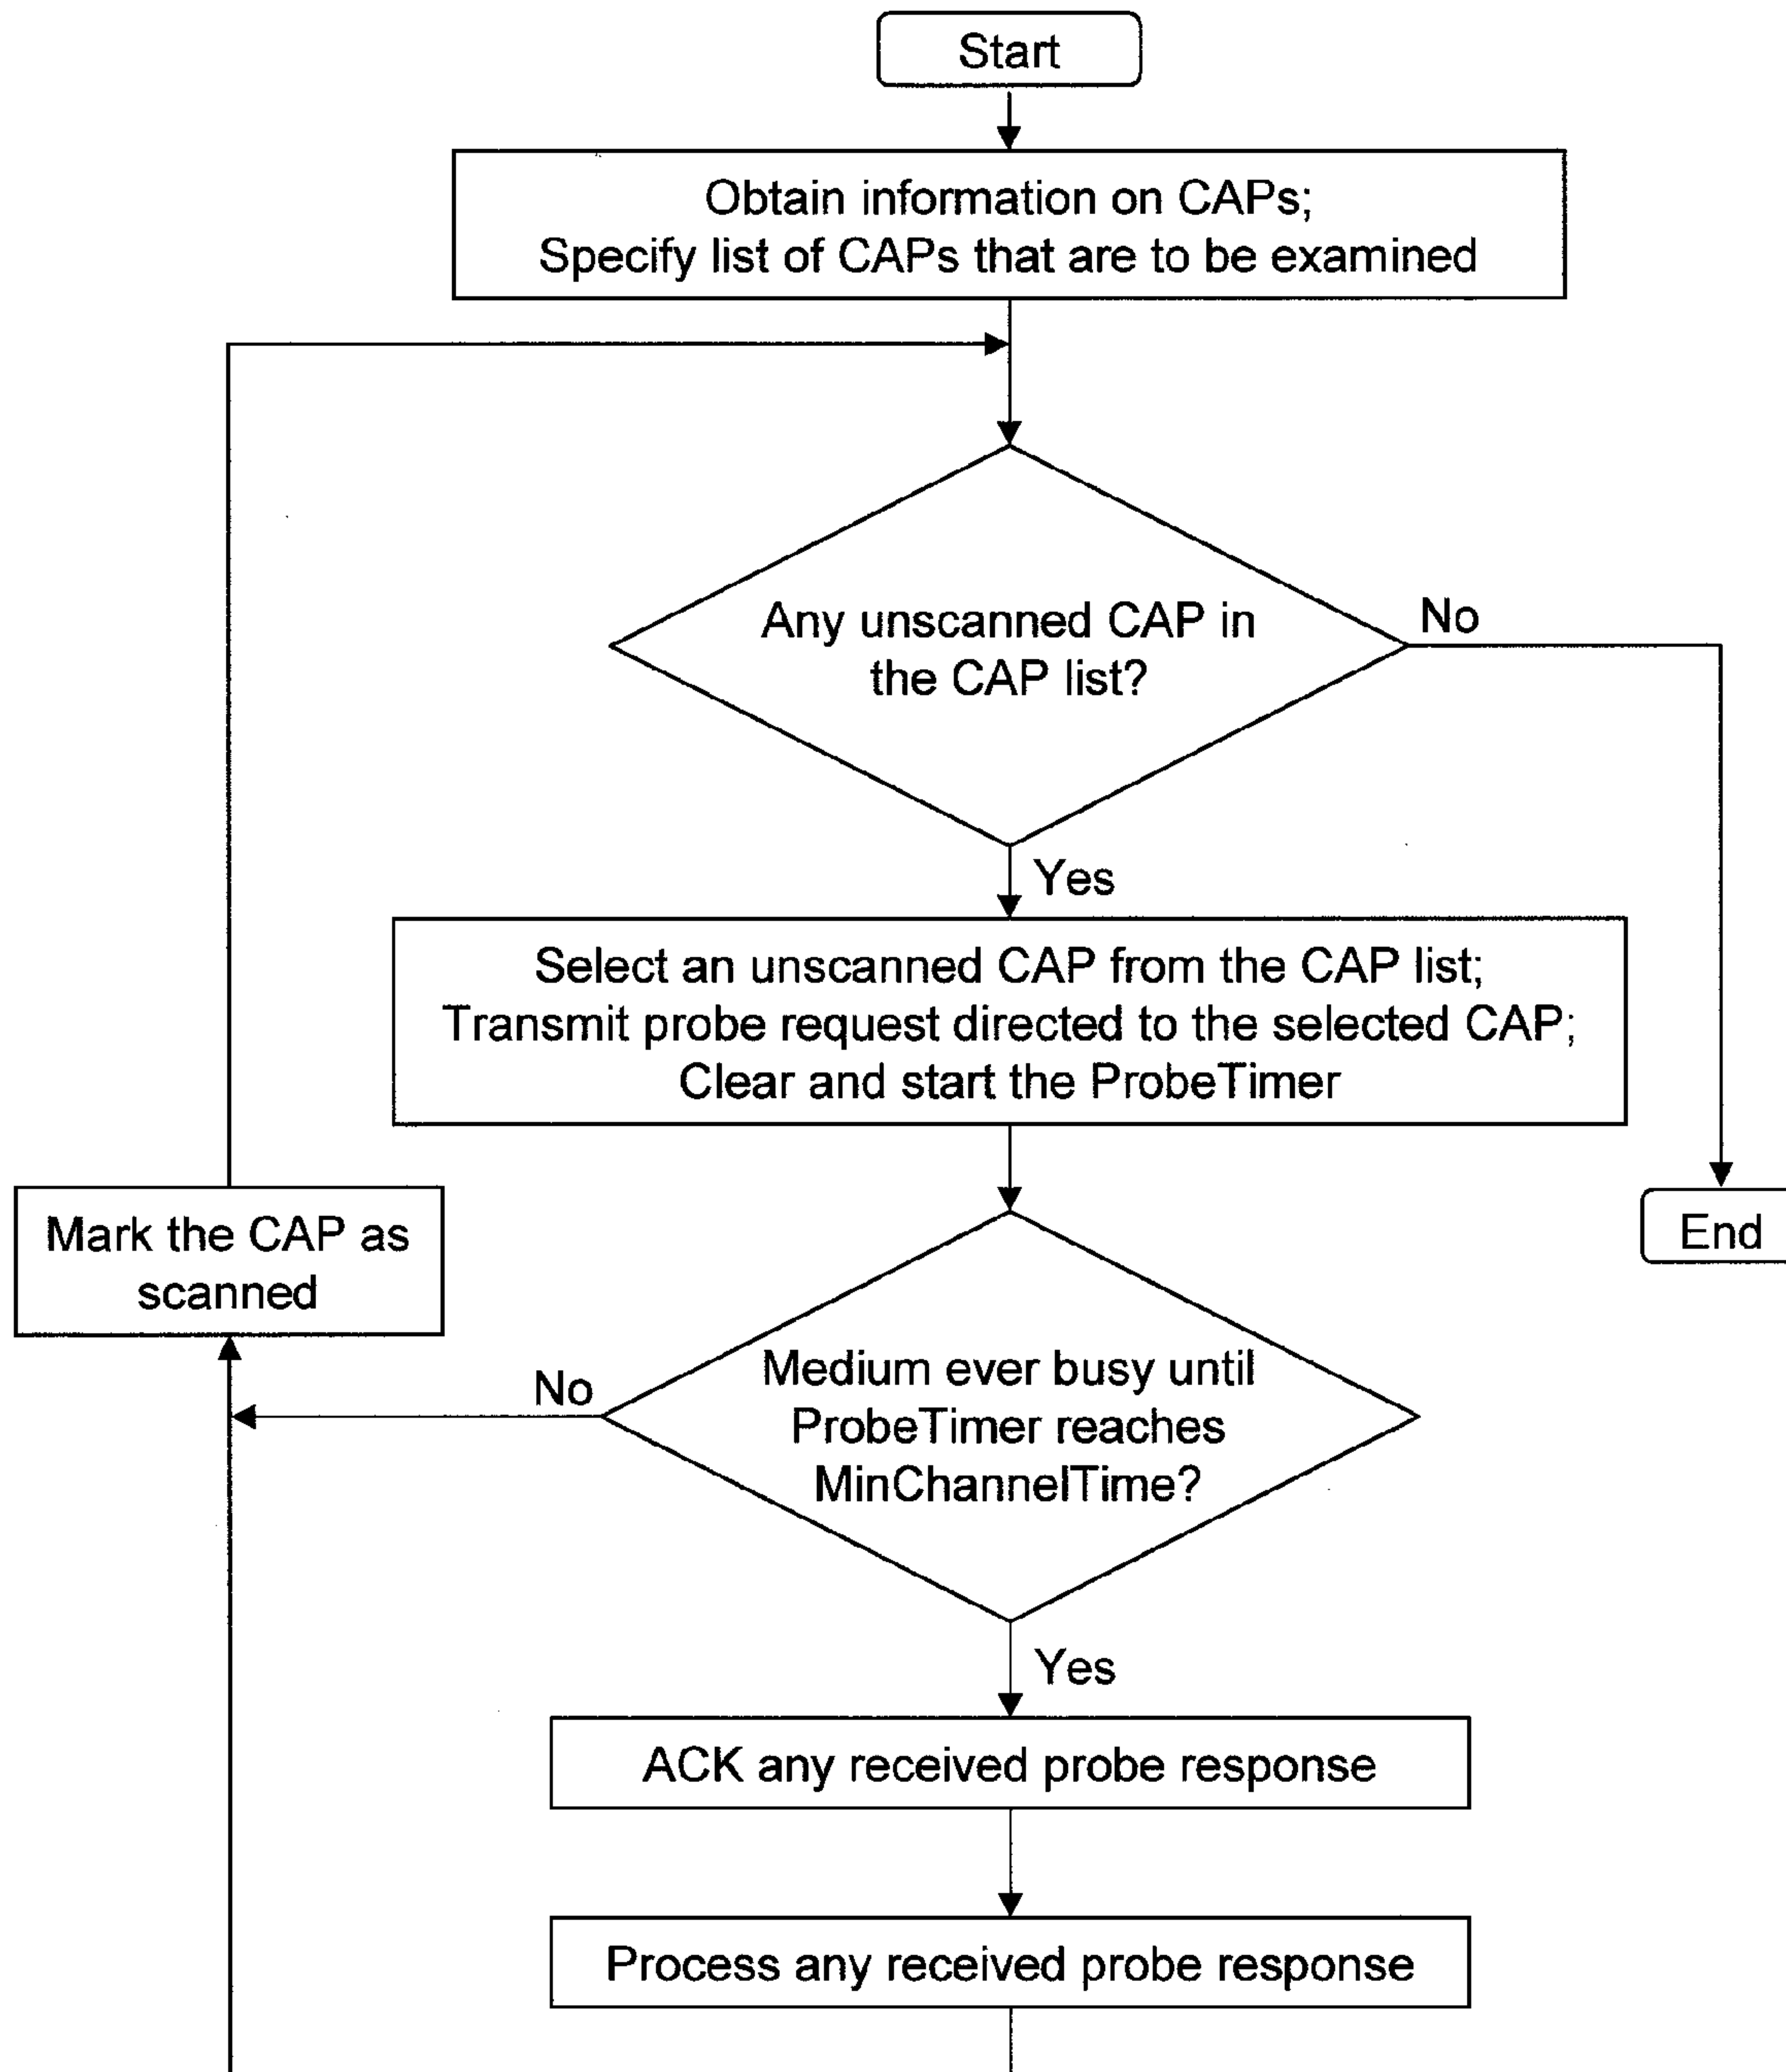 Start
Obtain information on CAPs;
Specify list of CAPs that are to be examined
Any unscanned CAP in
the CAP list?
No
Yes
Select an unscanned CAP from the CAP list;
Transmit probe request directed to the selected CAP;
Clear and start the ProbeTimer
Mark the CAP as
scanned
End
Medium ever busy until
ProbeTimer reaches
MinChannelTime?
No
Yes
ACK any received probe response
Process any received probe response